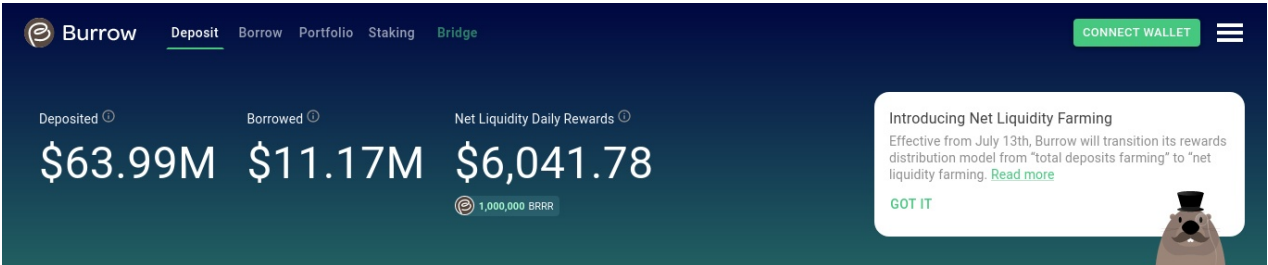 Burrow Deposit Borrow Portfolio Staking Bridge CONNECT WALLET
Deposited Borrowed Net Liquidity Daily Rewards
$63.99M $11.17M $6,041.78
1,000,000 BRRR
Introducing Net Liquidity Farming
Effective from July 13th, Burrow will transition its rewards
distribution model from “total deposits farming” to “net
liquidity farming. Read more
GOT IT